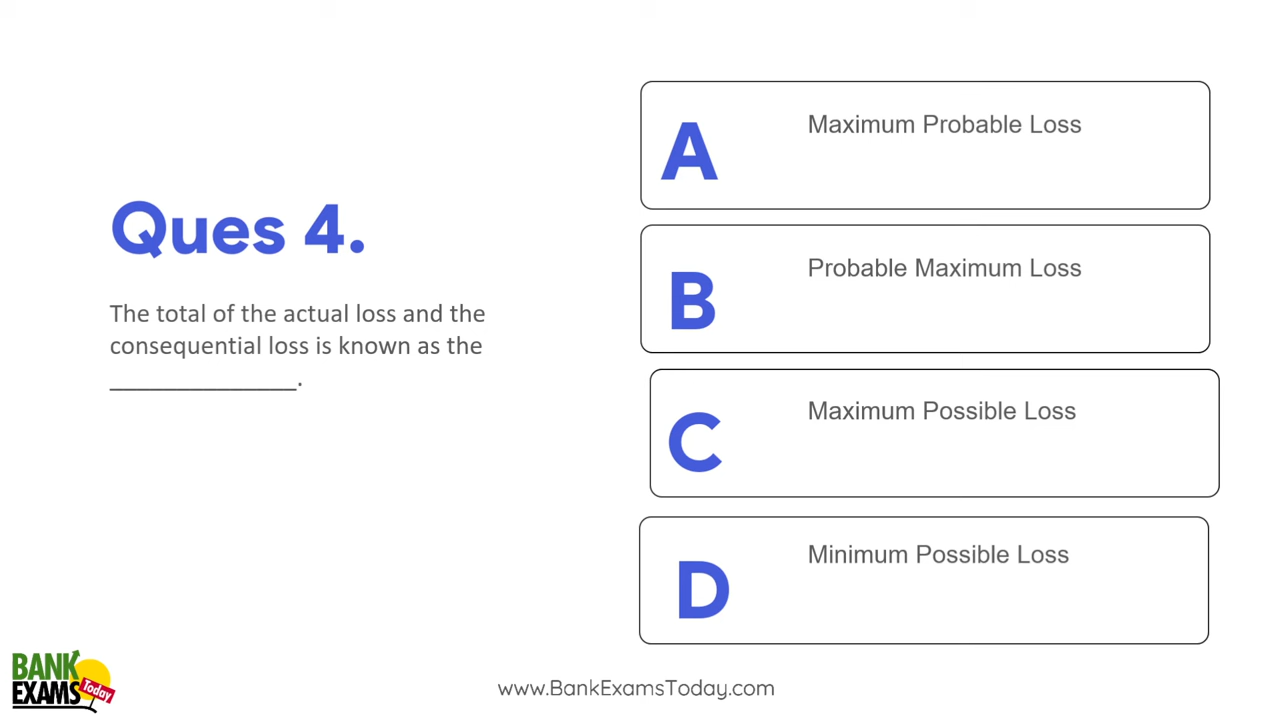 Ques 4.
The total of the actual loss and the
consequential loss is known as the
______________.
A
Maximum Probable Loss
B
Probable Maximum Loss
C
Maximum Possible Loss
D
Minimum Possible Loss
BANK
EXAMS
Today
www.BankExamsToday.com